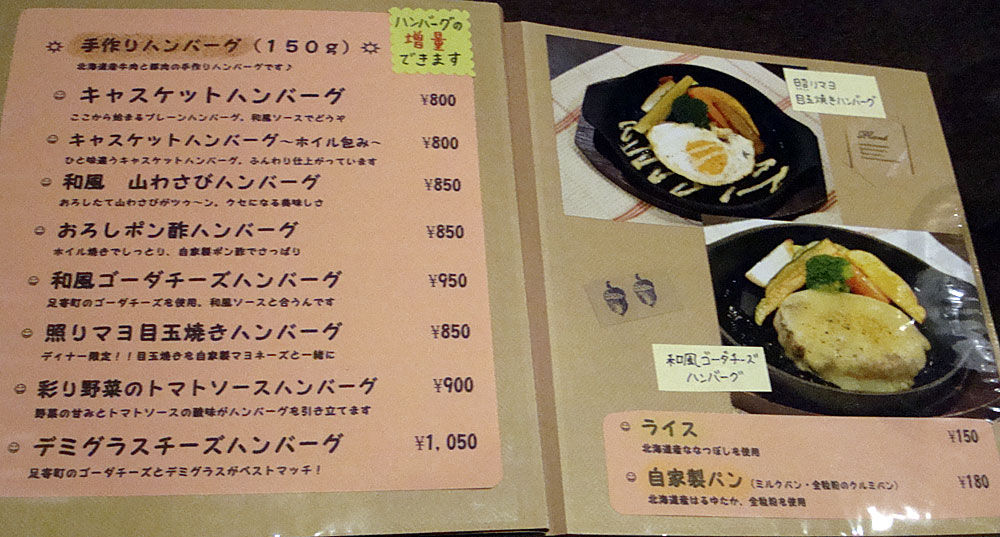 ハンバーグの
増量
できます
手作りハンバーグ（150g）
北海道産牛肉と豚肉の手作りハンバーグです♪
キャスケットハンバーグ ¥800
ここから始まるプレーンハンバーグ。和風ソースでどうぞ
キャスケットハンバーグ～ホイル包み～ ¥800
ひと味違うキャスケットハンバーグ。ふんわり仕上がっています
和風 山わさびハンバーグ ¥850
おろしたて山わさびがツゥ～ン。クセになる美味しさ
おろしポン酢ハンバーグ ¥850
ホイル焼きでしっとり、自家製ポン酢でさっぱり
和風ゴーダチーズハンバーグ ¥950
足寄町のゴーダチーズを使用。和風ソースと合うんです
照りマヨ目玉焼きハンバーグ ¥850
ディナー限定！！目玉焼きを自家製マヨネーズと一緒に
彩り野菜のトマトソースハンバーグ ¥900
野菜の甘みとトマトソースの酸味がハンバーグを引き立てます
デミグラスチーズハンバーグ ¥1,050
足寄町のゴーダチーズとデミグラスがベストマッチ！
照りマヨ
目玉焼きハンバーグ
和風ゴーダチーズ
ハンバーグ
ライス ¥150
北海道産ななつぼしを使用
自家製パン（ミルクパン・全粒粉のクルミパン） ¥180
北海道産はるゆたか、全粒粉を使用